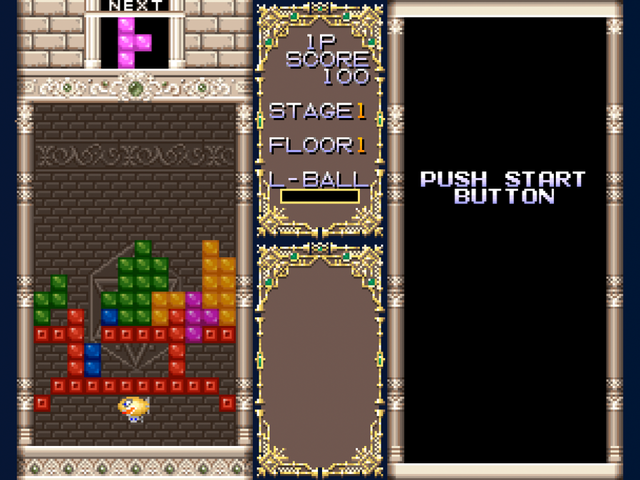 NEXT
1P
SCORE
100
STAGE1
FLOOR1
L-BALL
PUSH START
BUTTON